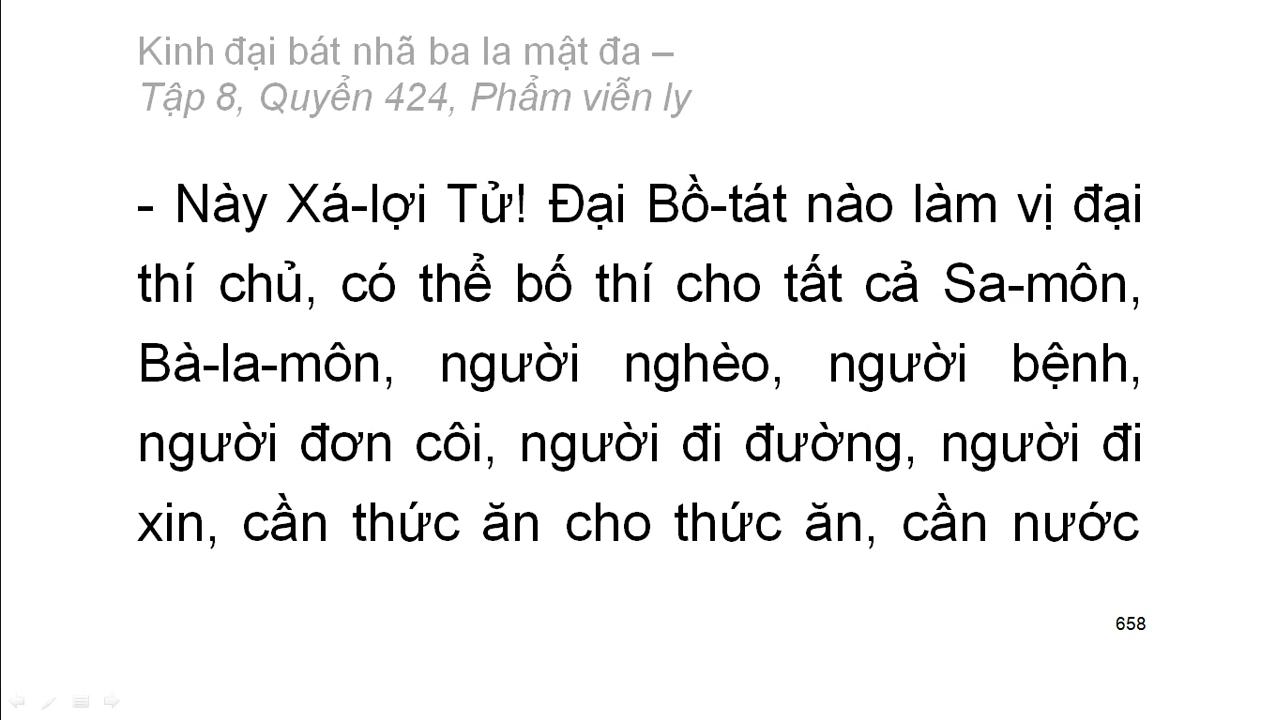 Kinh đại bát nhã ba la mật đa –
Tập 8, Quyển 424, Phẩm viễn ly
- Này Xá-lợi Tử! Đại Bồ-tát nào làm vị đại
thí chủ, có thể bố thí cho tất cả Sa-môn,
Bà-la-môn, người nghèo, người bệnh,
người đơn côi, người đi đường, người đi
xin, cần thức ăn cho thức ăn, cần nước
658